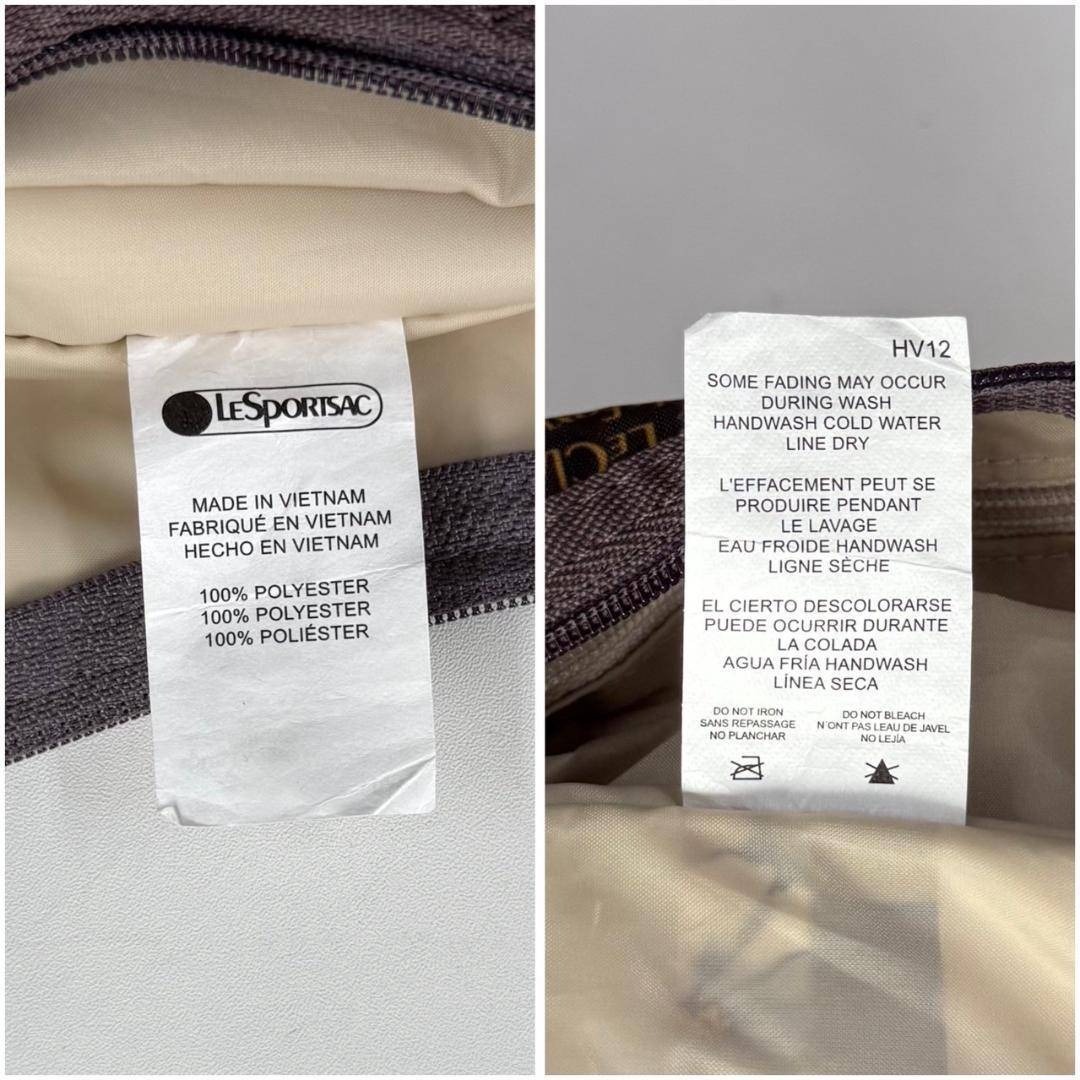 LESPORTSAC
MADE IN VIETNAM
FABRIQUÉ EN VIETNAM
HECHO EN VIETNAM
100% POLYESTER
100% POLYESTER
100% POLIÉSTER
HV12
SOME FADING MAY OCCUR
DURING WASH
HANDWASH COLD WATER
LINE DRY
L'EFFACEMENT PEUT SE
PRODUIRE PENDANT
LE LAVAGE
EAU FROIDE HANDWASH
LIGNE SÈCHE
EL CIERTO DESCOLORARSE
PUEDE OCURRIR DURANTE
LA COLADA
AGUA FRÍA HANDWASH
LÍNEA SECA
DO NOT IRON
SANS REPASSAGE
NO PLANCHAR
DO NOT BLEACH
N'ONT PAS LEAU DE JAVEL
NO LEJÍA